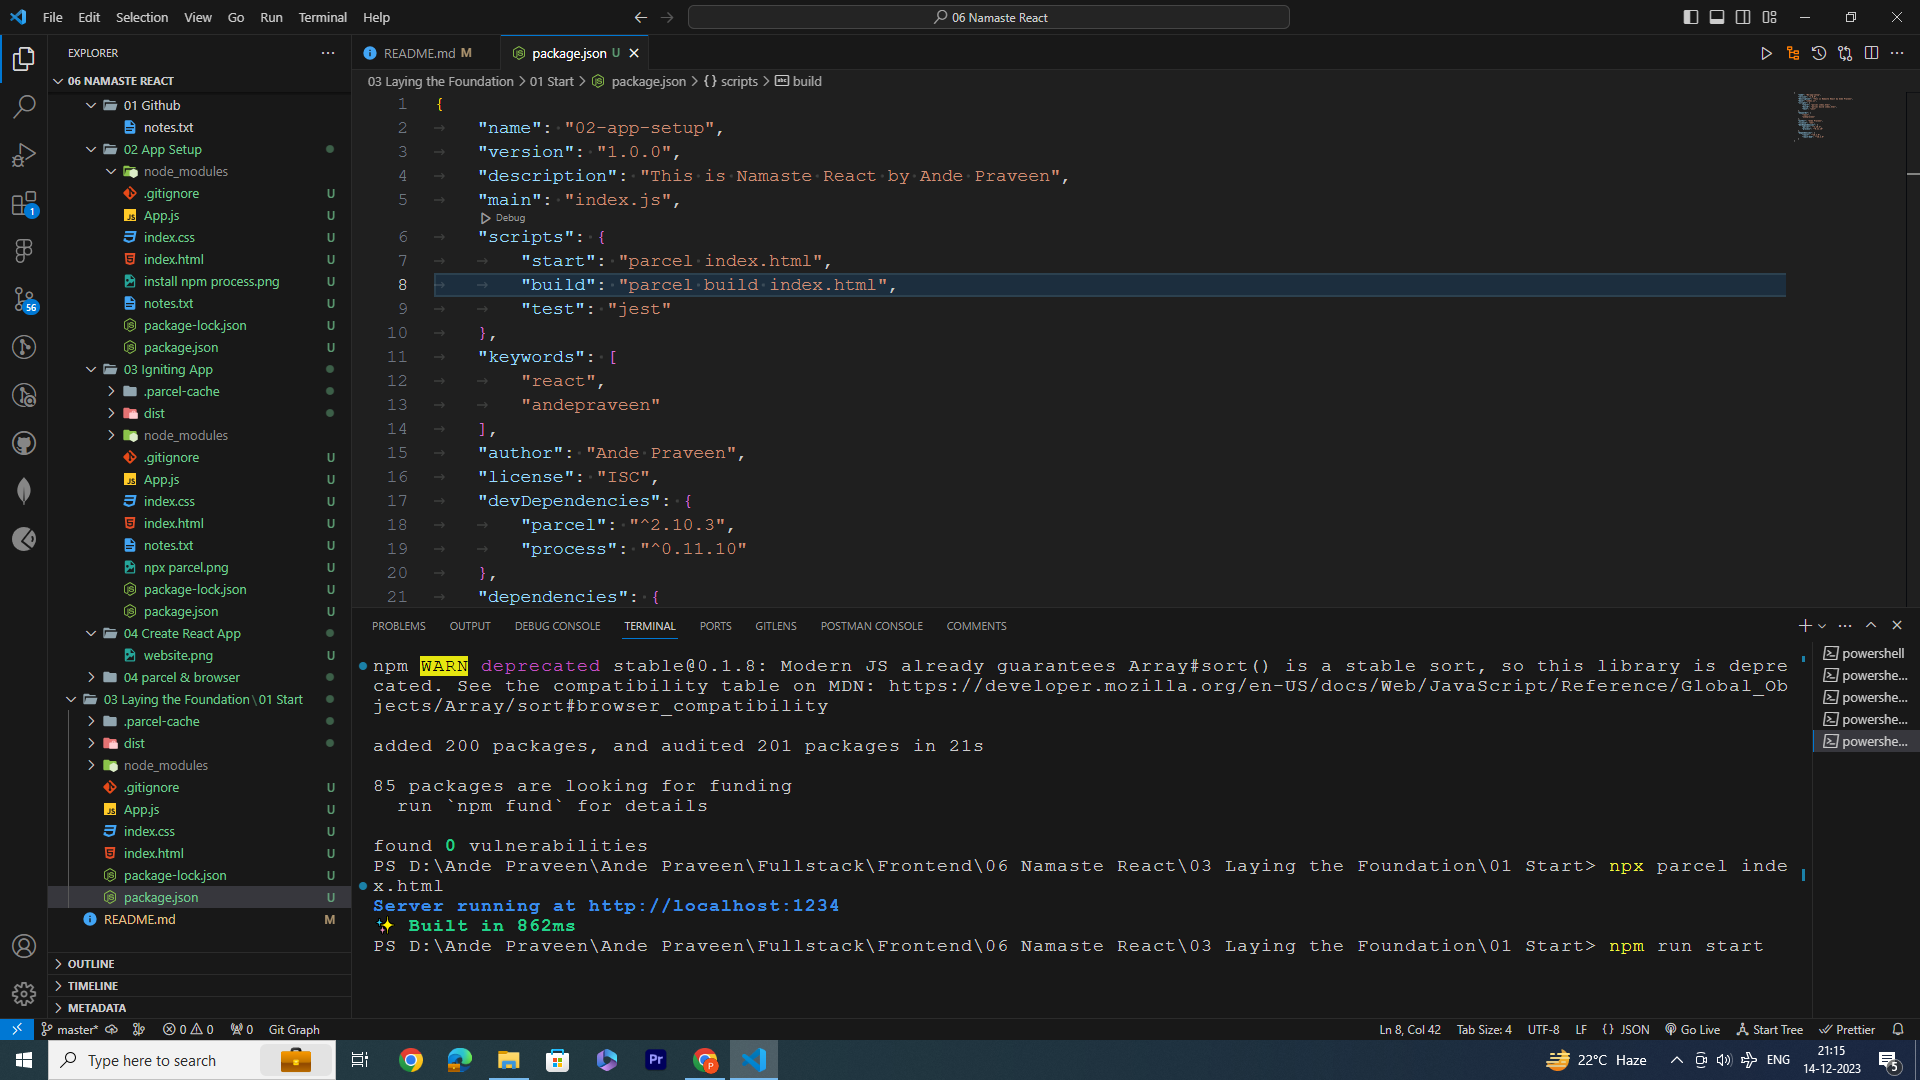 File Edit Selection View Go Run Terminal Help
06 Namaste React
EXPLORER
06 NAMASTE REACT
01 Github
notes.txt
02 App Setup
node_modules
.gitignore U
App.js U
index.css U
index.html U
install npm process.png U
notes.txt U
package-lock.json U
package.json U
03 Igniting App
.parcel-cache
dist
node_modules
.gitignore U
App.js U
index.css U
index.html U
notes.txt U
npx parcel.png U
package-lock.json U
package.json U
04 Create React App
website.png U
04 parcel & browser
03 Laying the Foundation\01 Start
.parcel-cache
dist
node_modules
.gitignore U
App.js U
index.css U
index.html U
package-lock.json U
package.json U
README.md M
OUTLINE
TIMELINE
METADATA
1
56
README.md M
package.json U
03 Laying the Foundation > 01 Start > package.json > {} scripts > build
1 {
2 "name": "02-app-setup",
3 "version": "1.0.0",
4 "description": "This is Namaste React by Ande Praveen",
5 "main": "index.js",
Debug
6 "scripts": {
7 "start": "parcel index.html",
8 "build": "parcel build index.html",
9 "test": "jest"
10 },
11 "keywords": [
12 "react",
13 "andepraveen"
14 ],
15 "author": "Ande Praveen",
16 "license": "ISC",
17 "devDependencies": {
18 "parcel": "^2.10.3",
19 "process": "^0.11.10"
20 },
21 "dependencies": {
PROBLEMS OUTPUT DEBUG CONSOLE TERMINAL PORTS GITLENS POSTMAN CONSOLE COMMENTS
npm WARN deprecated stable@0.1.8: Modern JS already guarantees Array#sort() is a stable sort, so this library is depre
cated. See the compatibility table on MDN: https://developer.mozilla.org/en-US/docs/Web/JavaScript/Reference/Global_Ob
jects/Array/sort#browser_compatibility
added 200 packages, and audited 201 packages in 21s
85 packages are looking for funding
run `npm fund` for details
found 0 vulnerabilities
PS D:\Ande Praveen\Ande Praveen\Fullstack\Frontend\06 Namaste React\03 Laying the Foundation\01 Start> npx parcel inde
x.html
Server running at http://localhost:1234
✨ Built in 862ms
PS D:\Ande Praveen\Ande Praveen\Fullstack\Frontend\06 Namaste React\03 Laying the Foundation\01 Start> npm run start
powershell
powershe...
powershe...
powershe...
powershe...
master* 0 0 0 Git Graph
Ln 8, Col 42 Tab Size: 4 UTF-8 LF {} JSON Go Live Start Tree Prettier
Type here to search
Pr
P
22°C Haze
ENG
21:15
14-12-2023
5